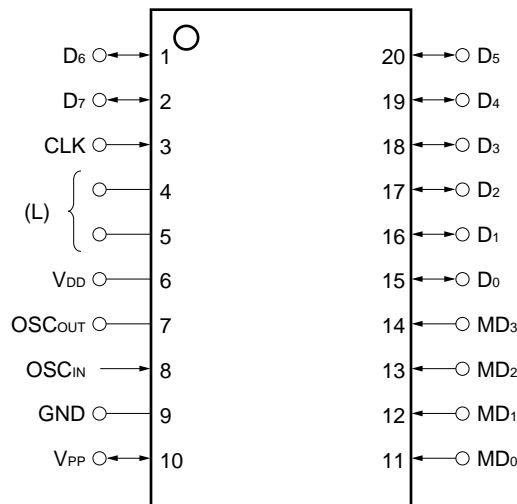 D6 1 20 D5
D7 2 19 D4
CLK 3 18 D3
(L) 4 17 D2
5 16 D1
VDD 6 15 D0
OSCOUT 7 14 MD3
OSCIN 8 13 MD2
GND 9 12 MD1
VPP 10 11 MD0